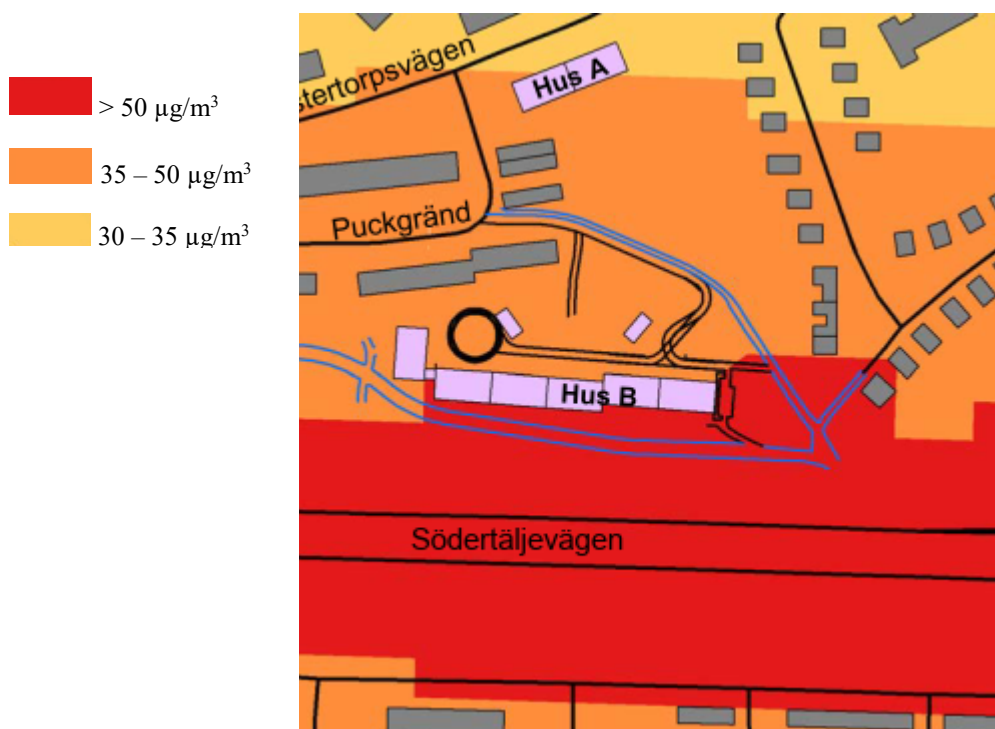 > 50 µg/m³
35 – 50 µg/m³
30 – 35 µg/m³
stertorpsvägen
Hus A
Puckgränd
Hus B
Södertäljevägen